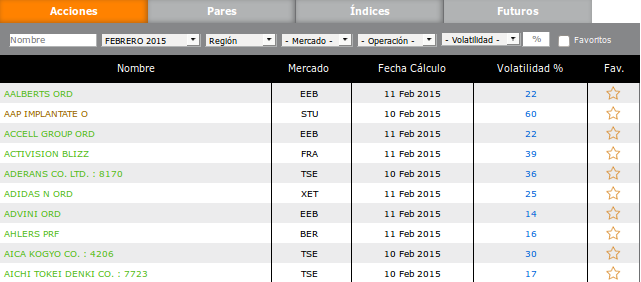 Acciones Pares Índices Futuros
Nombre FEBRERO 2015 Región - Mercado - - Operación - - Volatilidad - % Favoritos
Nombre Mercado Fecha Cálculo Volatilidad % Fav.
AALBERTS ORD EEB 11 Feb 2015 22
AAP IMPLANTATE O STU 10 Feb 2015 60
ACCELL GROUP ORD EEB 11 Feb 2015 22
ACTIVISION BLIZZ FRA 11 Feb 2015 39
ADERANS CO. LTD. : 8170 TSE 10 Feb 2015 36
ADIDAS N ORD XET 11 Feb 2015 25
ADVINI ORD EEB 11 Feb 2015 14
AHLERS PRF BER 11 Feb 2015 16
AICA KOGYO CO. : 4206 TSE 10 Feb 2015 30
AICHI TOKEI DENKI CO. : 7723 TSE 10 Feb 2015 17